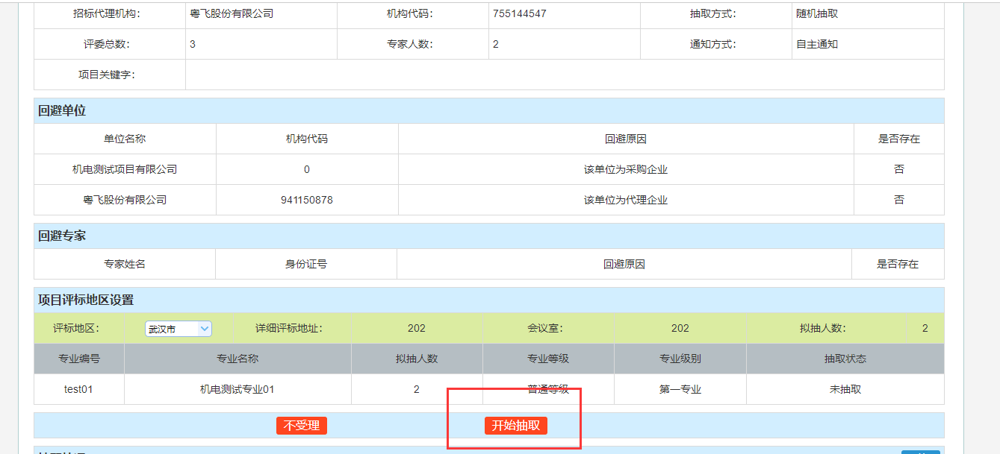 招标代理机构： 粤飞股份有限公司 机构代码： 755144547 抽取方式： 随机抽取
评委总数： 3 专家人数： 2 通知方式： 自主通知
项目关键字：
回避单位
单位名称 机构代码 回避原因 是否存在
机电测试项目有限公司 0 该单位为采购企业 否
粤飞股份有限公司 941150878 该单位为代理企业 否
回避专家
专家姓名 身份证号 回避原因 是否存在
项目评标地区设置
评标地区： 武汉市 详细评标地址： 202 会议室： 202 拟抽人数： 2
专业编号 专业名称 拟抽人数 专业等级 专业级别 抽取状态
test01 机电测试专业01 2 普通等级 第一专业 未抽取
不受理 开始抽取